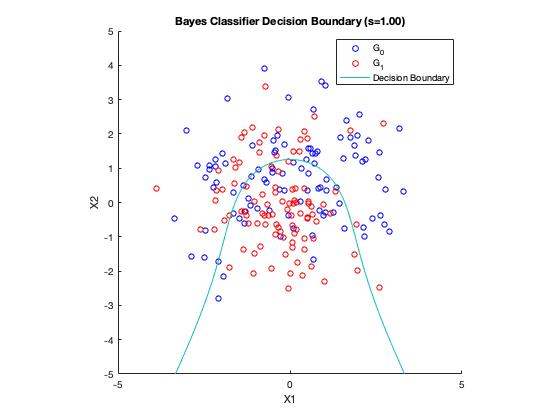 Bayes Classifier Decision Boundary (s=1.00)
5
4
3
2
1
0
-1
-2
-3
-4
-5
X2
G0
G1
Decision Boundary
-5 0 5
X1